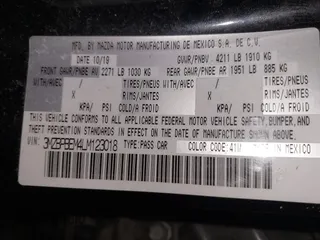 MFD. BY MAZDA MOTOR MANUFACTURING DE MEXICO S.A. DE C.V.
DATE 10/19 GVWR/PNBV 4211 LB 1910 KG
FRONT GAWR/PNBE AV 2271 LB 1030 KG REAR GAWR/PNBE AR 1951 LB 885 KG
WITH/AVEC TIRES/PNEUS WITH/AVEC TIRES/PNEUS
X RIMS/JANTES X RIMS/JANTES
KPA/ PSI COLD/FROID A KPA/ PSI COLD/FROID A
THIS VEHICLE CONFORMS TO ALL APPLICABLE FEDERAL MOTOR VEHICLE SAFETY, BUMPER, AND
THEFT PREVENTION STANDARDS IN EFFECT ON THE DATE OF MANUFACTURE SHOWN ABOVE.
VIN: 3MZBPBBM4LM123018 TYPE: PASS CAR COLOR CODE: 41W MADE IN MEXICO